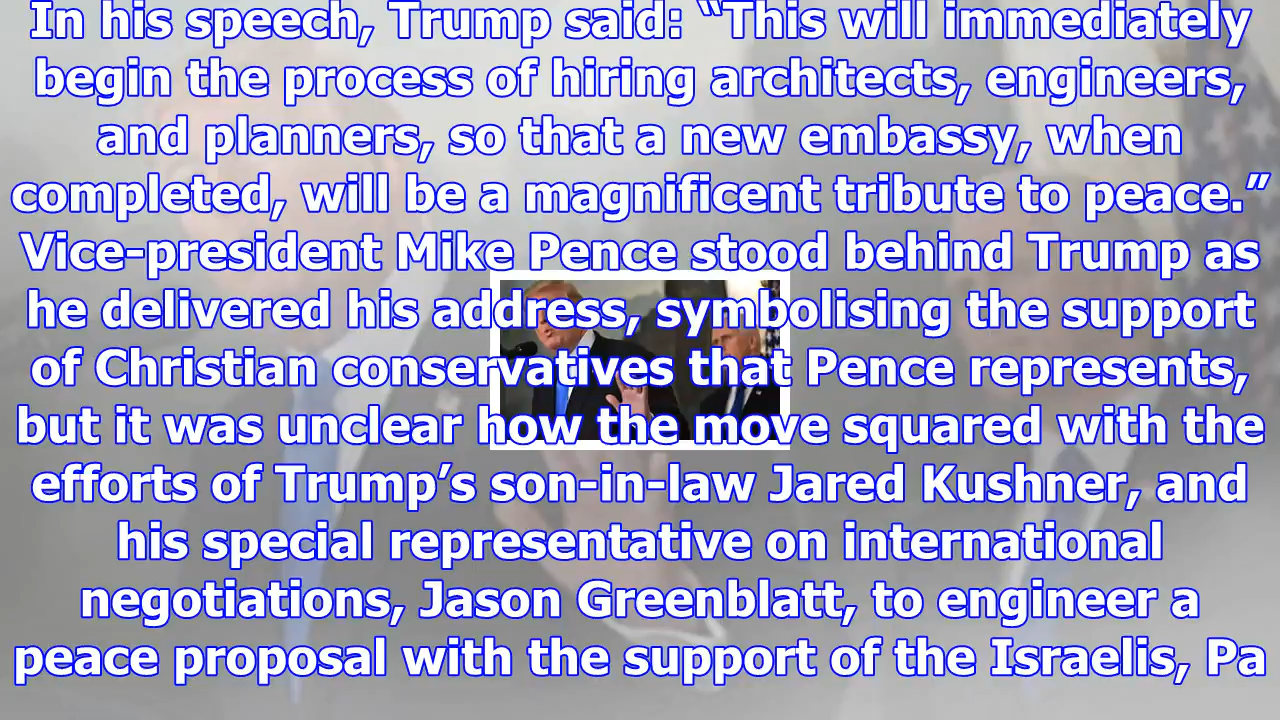 In his speech, Trump said: “This will immediately
begin the process of hiring architects, engineers,
and planners, so that a new embassy, when
completed, will be a magnificent tribute to peace.”
Vice-president Mike Pence stood behind Trump as
he delivered his address, symbolising the support
of Christian conservatives that Pence represents,
but it was unclear how the move squared with the
efforts of Trump’s son-in-law Jared Kushner, and
his special representative on international
negotiations, Jason Greenblatt, to engineer a
peace proposal with the support of the Israelis, Pa